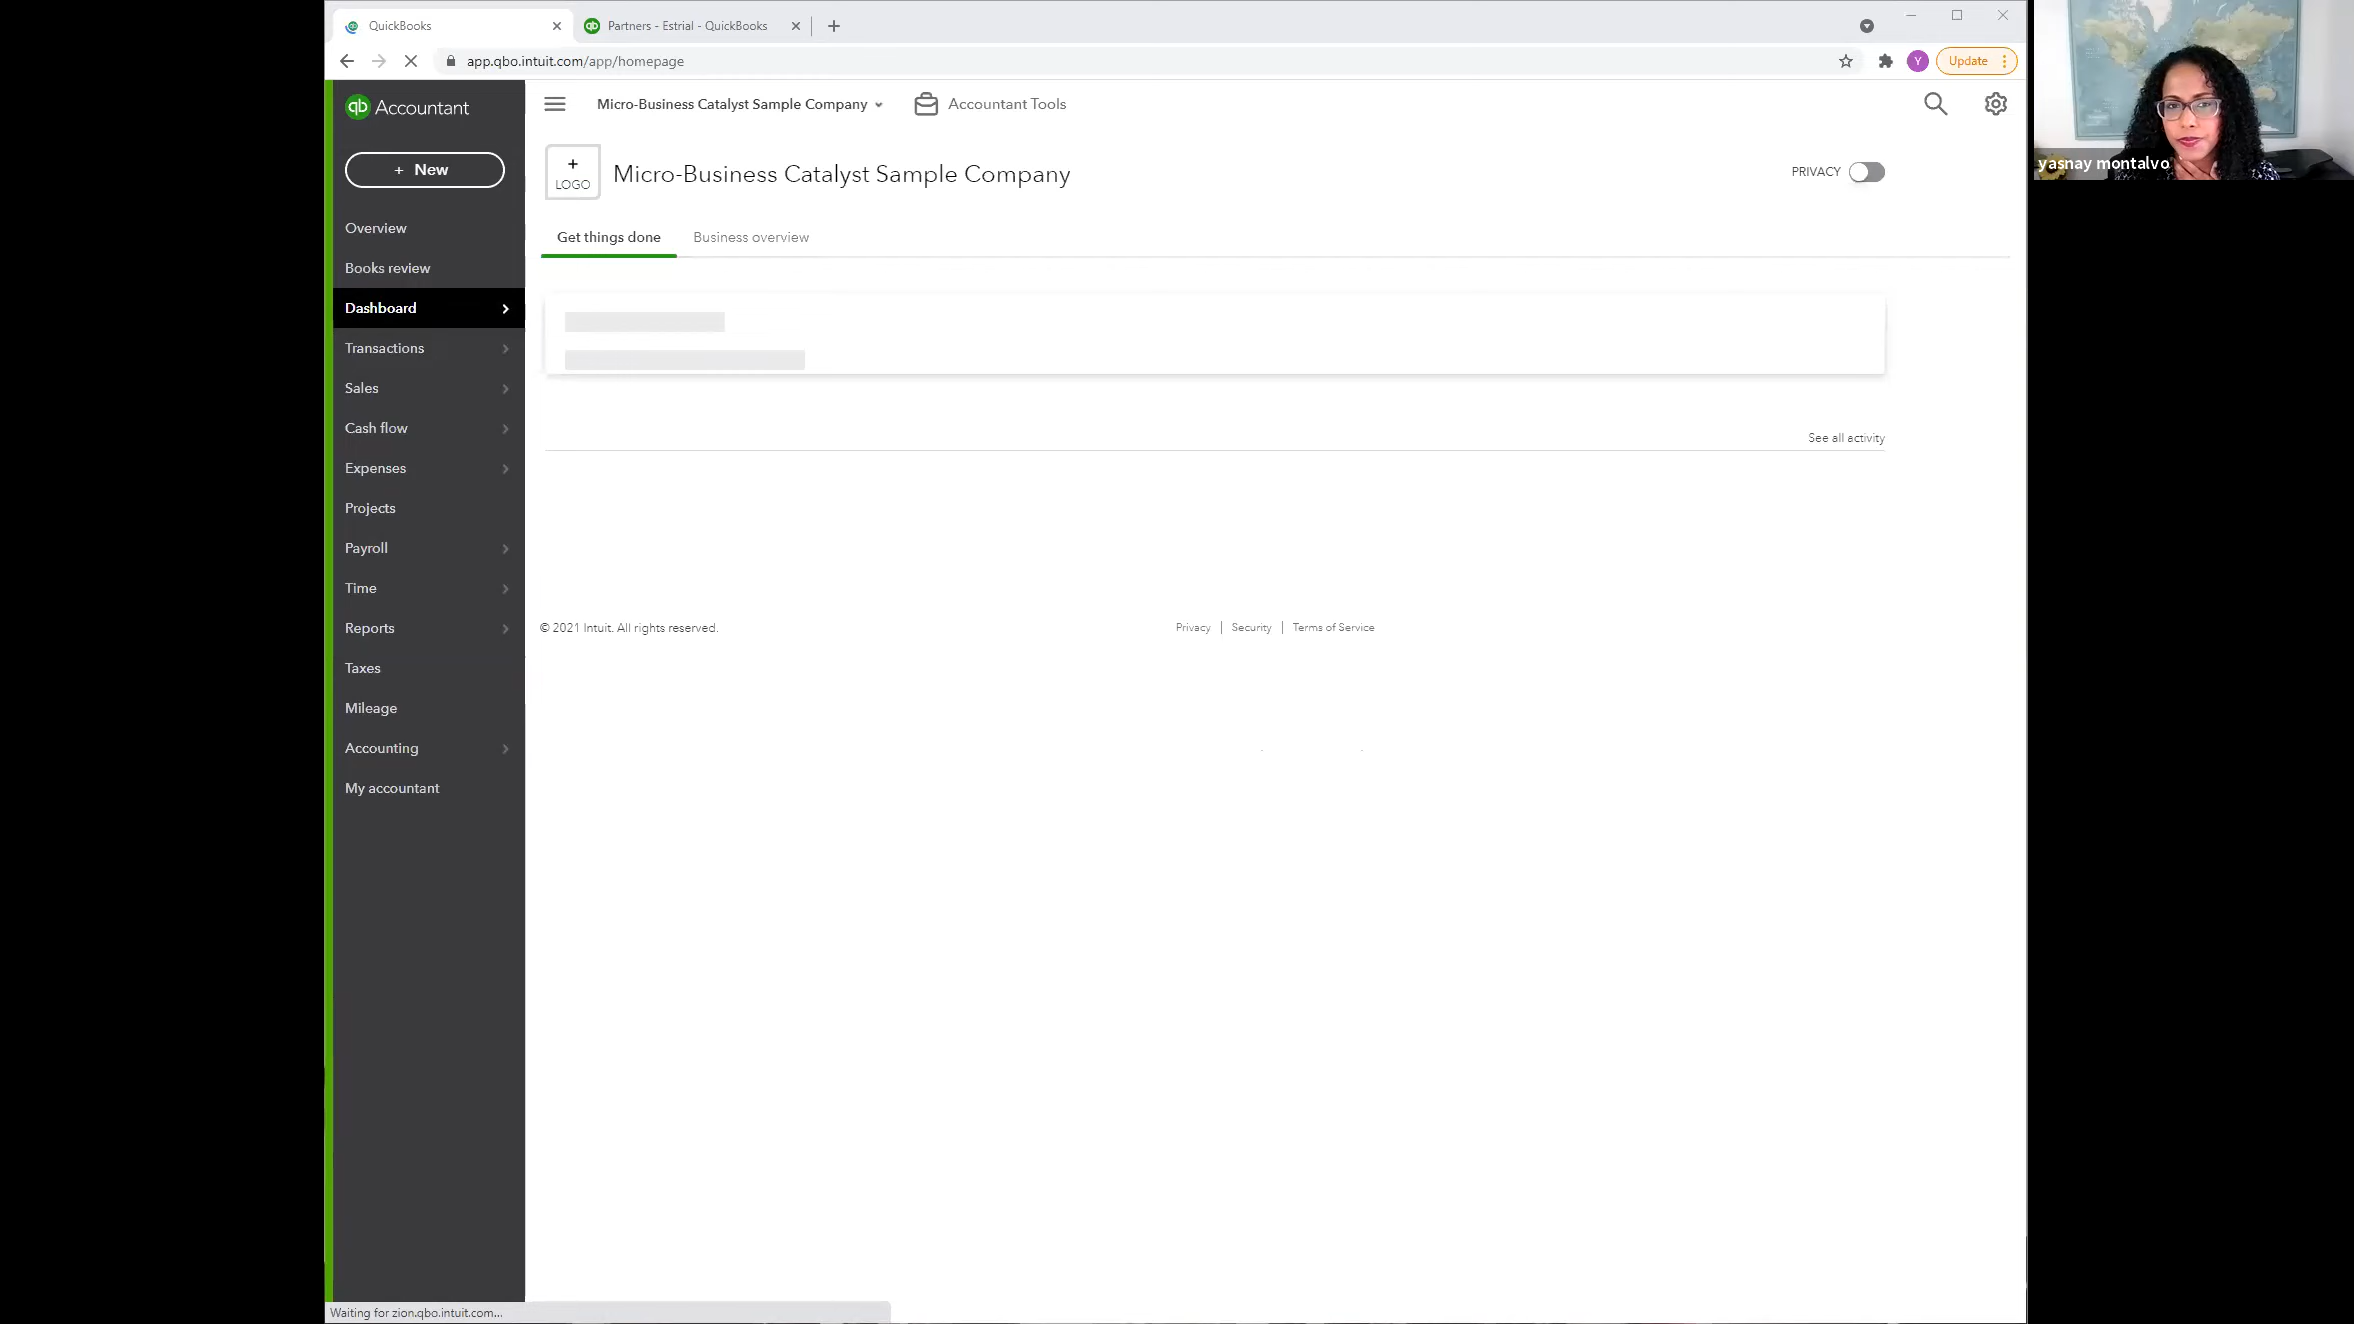 QuickBooks
Partners - Estrial - QuickBooks
app.qbo.intuit.com/app/homepage
Y
Update
qb Accountant
Micro-Business Catalyst Sample Company
Accountant Tools
+ New
+
LOGO
Micro-Business Catalyst Sample Company
PRIVACY
Get things done
Business overview
Overview
Books review
Dashboard
Transactions
Sales
Cash flow
Expenses
Projects
Payroll
Time
Reports
Taxes
Mileage
Accounting
My accountant
See all activity
© 2021 Intuit. All rights reserved.
Privacy | Security | Terms of Service
Waiting for zion.qbo.intuit.com...
yasnay montalvo